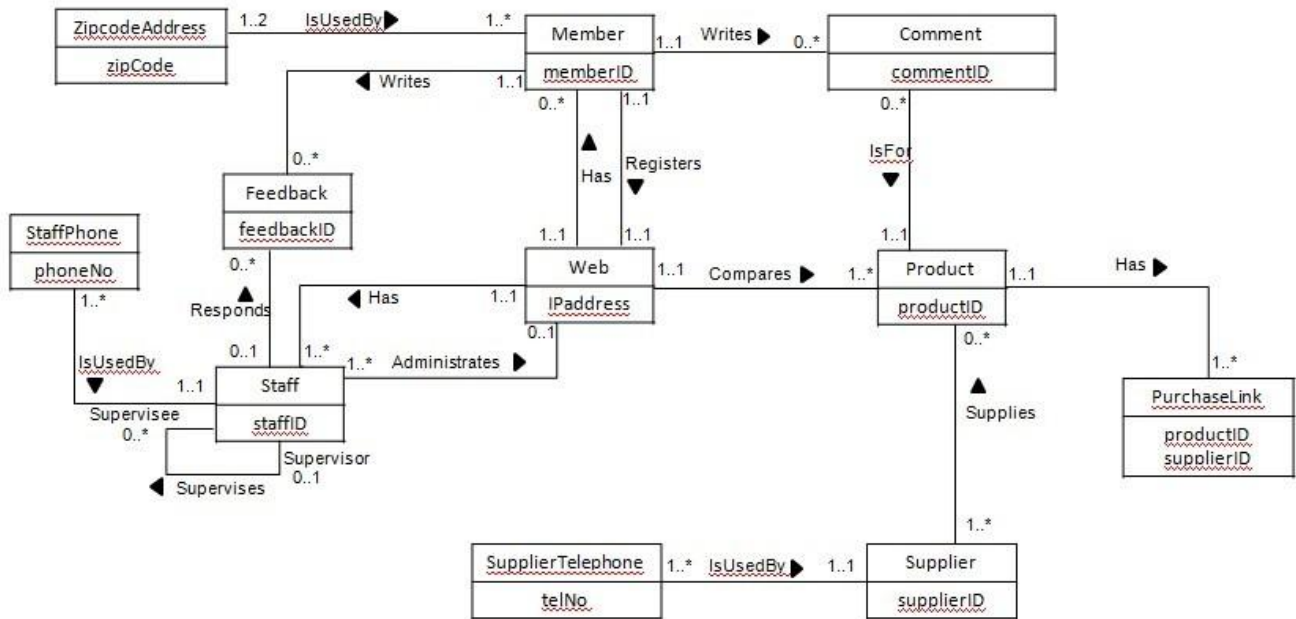 ZipcodeAddress
zipCode
1..2
IsUsedBy
1..*
Member
memberID
1..1
Writes
0..*
Comment
commentID
Writes
1..1
0..*
1..1
0..*
0..*
IsFor
Has
Registers
Feedback
feedbackID
StaffPhone
phoneNo
1..1
1..1
1..1
Web
IPaddress
1..1
Compares
1..*
Product
productID
1..1
Has
0..*
1..*
Responds
Has
1..1
0..1
0..*
0..1
1..*
1..*
Administrates
IsUsedBy
1..1
Staff
staffID
Supplies
1..*
PurchaseLink
productID
supplierID
Supervisee
0..*
Supervisor
0..1
Supervises
1..*
SupplierTelephone
telNo
1..*
IsUsedBy
1..1
Supplier
supplierID